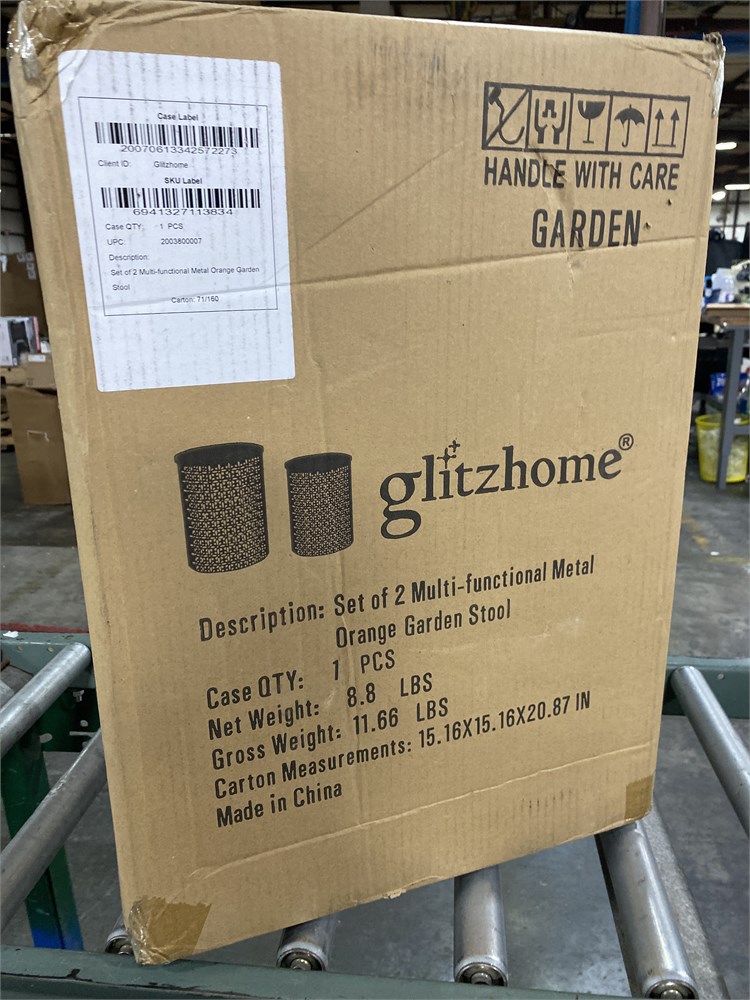 Case Label
20070613342572273
Client ID: Glitzhome
SKU Label
6941327113834
Case QTY: 1 PCS
UPC: 2003800007
Description:
Set of 2 Multi-functional Metal Orange Garden
Stool
Carton: 71/160
HANDLE WITH CARE
GARDEN
glitzhome®
Description: Set of 2 Multi-functional Metal
Orange Garden Stool
Case QTY: 1 PCS
Net Weight: 8.8 LBS
Gross Weight: 11.66 LBS
Carton Measurements: 15.16X15.16X20.87 IN
Made in China